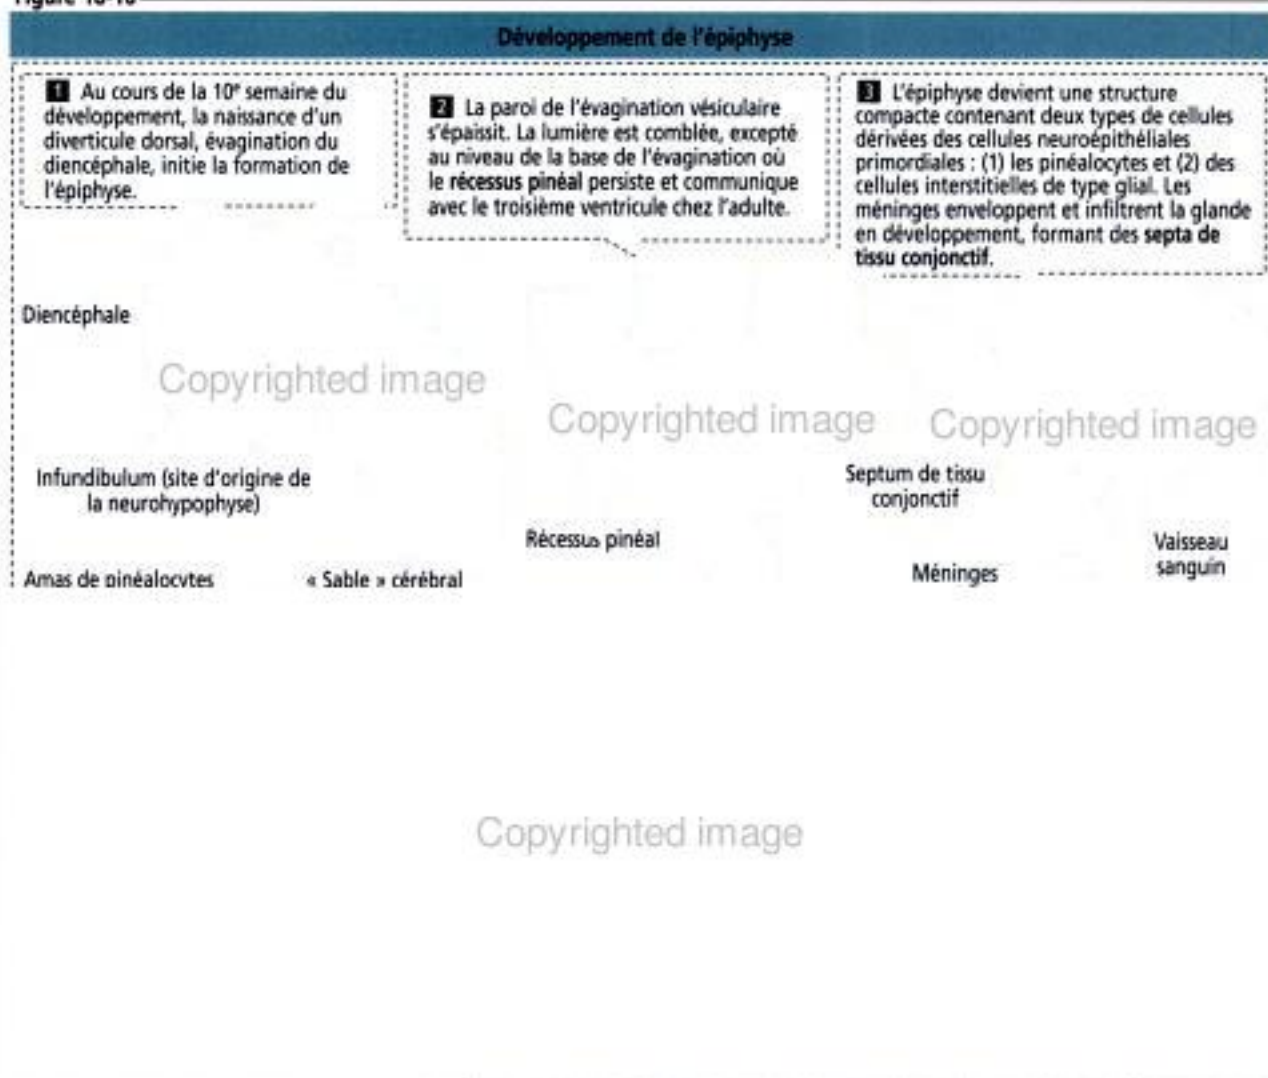 Développement de l'épiphyse
1 Au cours de la 10e semaine du
développement, la naissance d'un
diverticule dorsal, évagination du
diencéphale, initie la formation de
l'épiphyse.
2 La paroi de l'évagination vésiculaire
s'épaissit. La lumière est comblée, excepté
au niveau de la base de l'évagination où
le récessus pinéal persiste et communique
avec le troisième ventricule chez l'adulte.
3 L'épiphyse devient une structure
compacte contenant deux types de cellules
dérivées des cellules neuroépithéliales
primordiales : (1) les pinéalocytes et (2) des
cellules interstitielles de type glial. Les
méninges enveloppent et infiltrent la glande
en développement, formant des septa de
tissu conjonctif.
Diencéphale
Copyrighted image
Copyrighted image
Copyrighted image
Infundibulum (site d'origine de
la neurohypophyse)
Septum de tissu
conjonctif
Récessus pinéal
Vaisseau
sanguin
Méninges
Amas de pinéalocytes
« Sable » cérébral
Copyrighted image